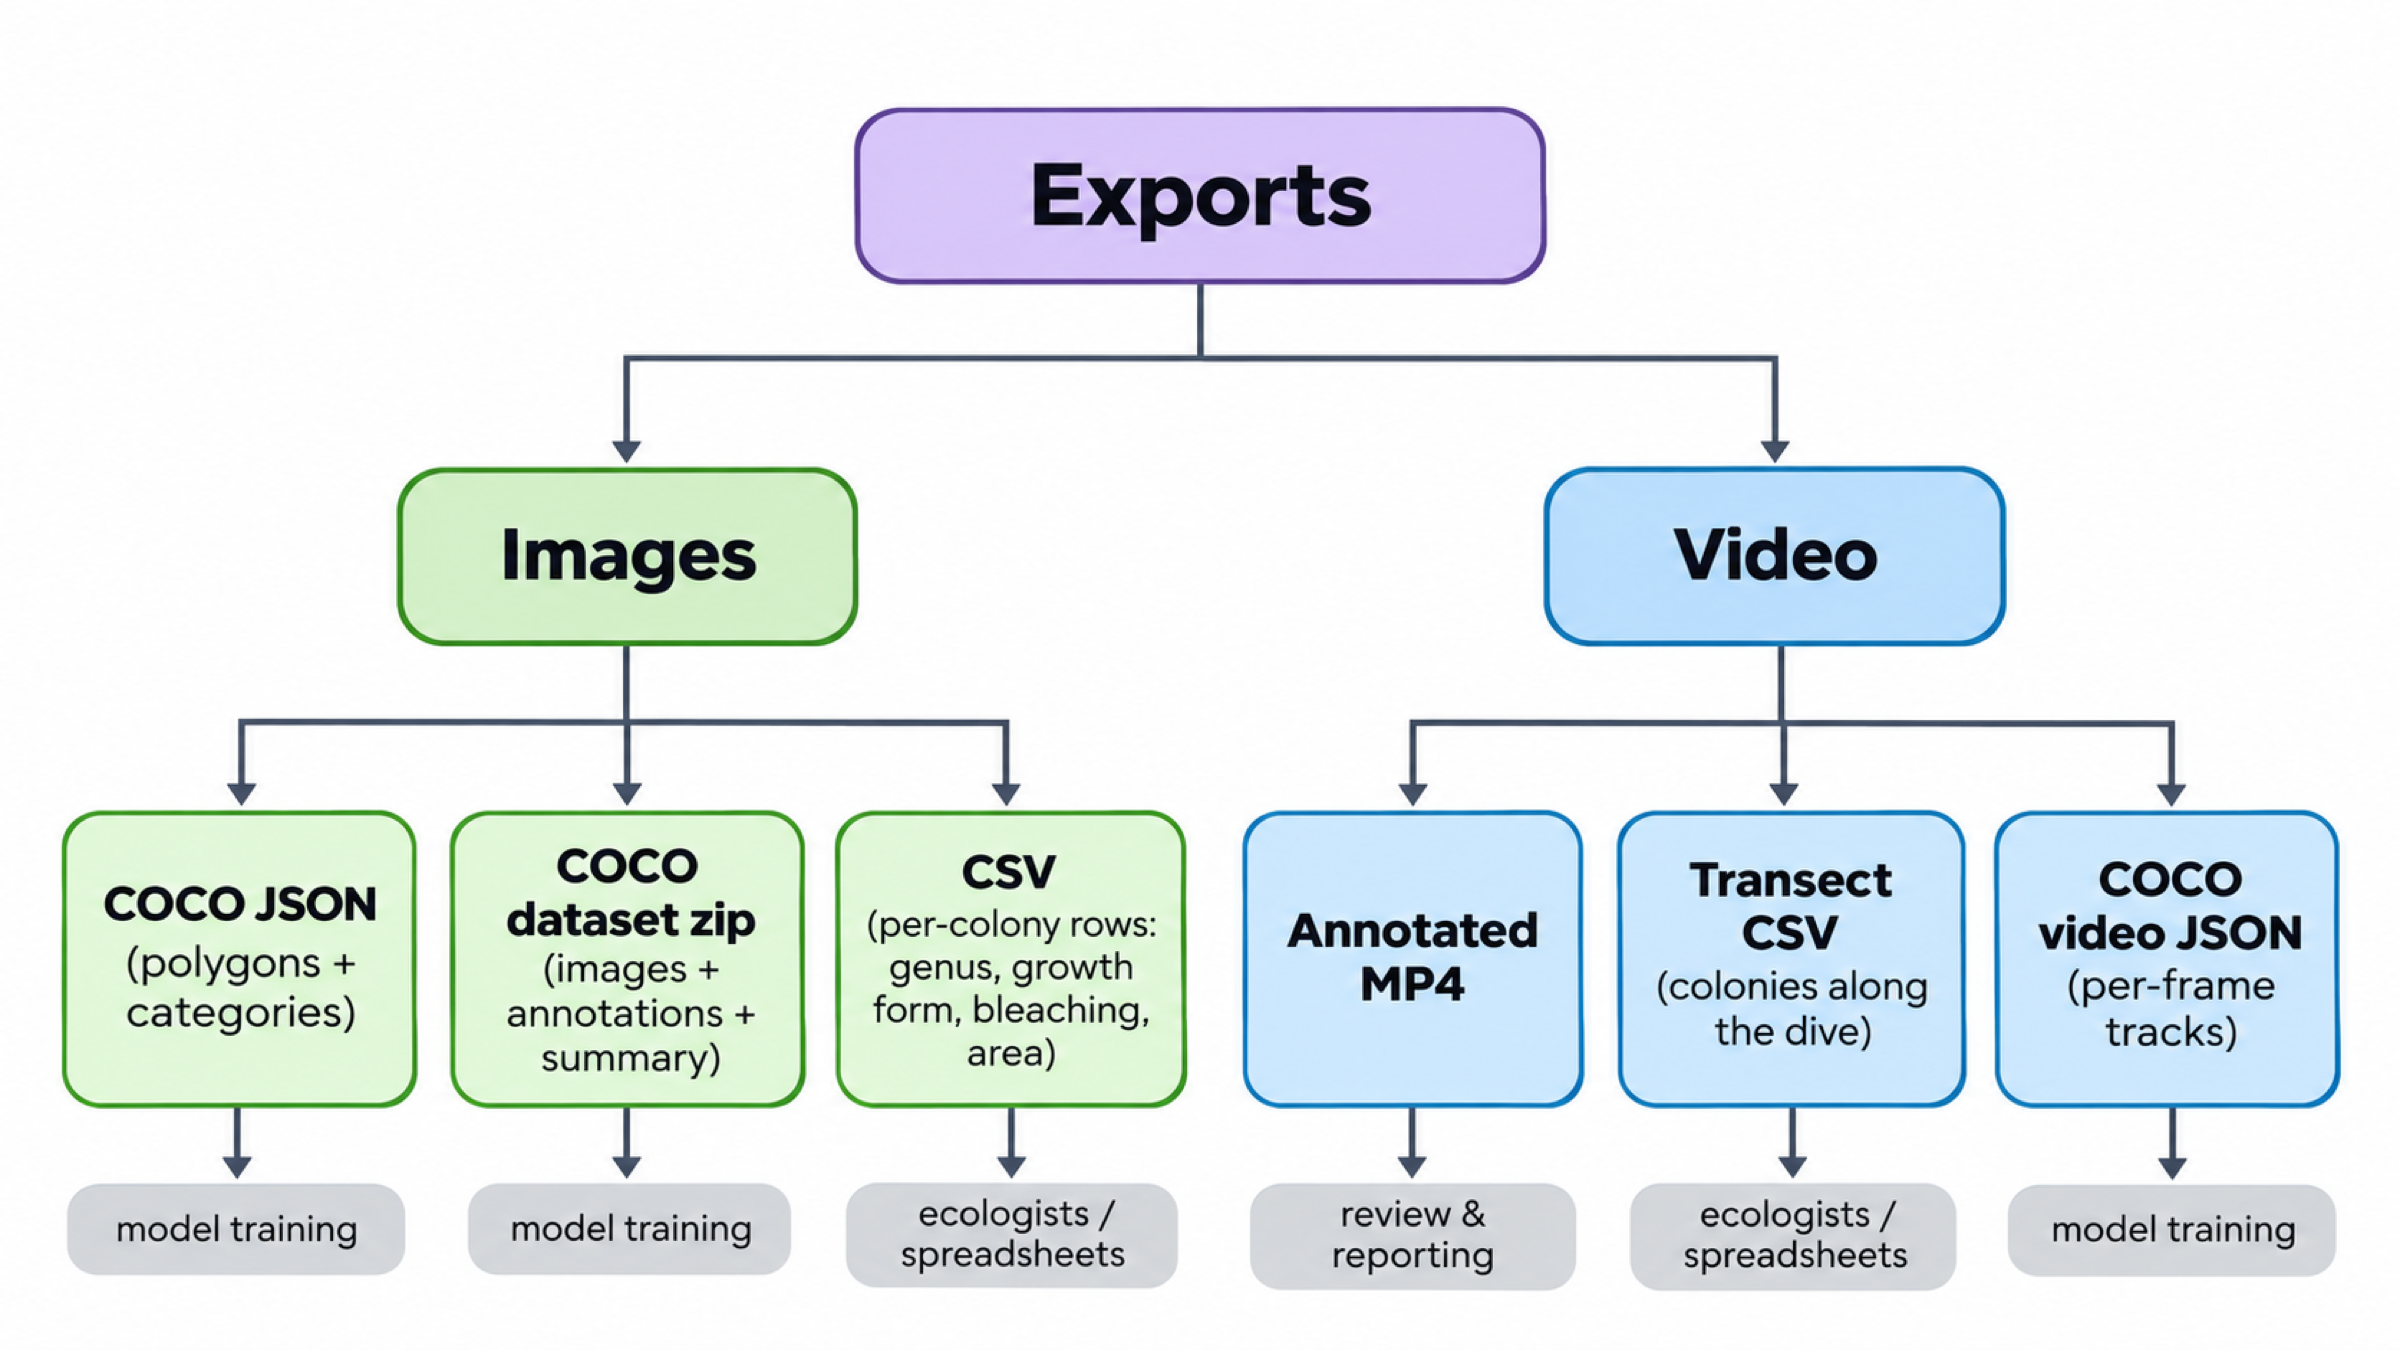 Exports
Images
Video
COCO JSON
(polygons +
categories)
COCO
dataset zip
(images +
annotations +
summary)
CSV
(per-colony rows:
genus, growth
form, bleaching,
area)
Annotated
MP4
Transect
CSV
(colonies along
the dive)
COCO
video JSON
(per-frame
tracks)
model training
model training
ecologists /
spreadsheets
review &
reporting
ecologists /
spreadsheets
model training